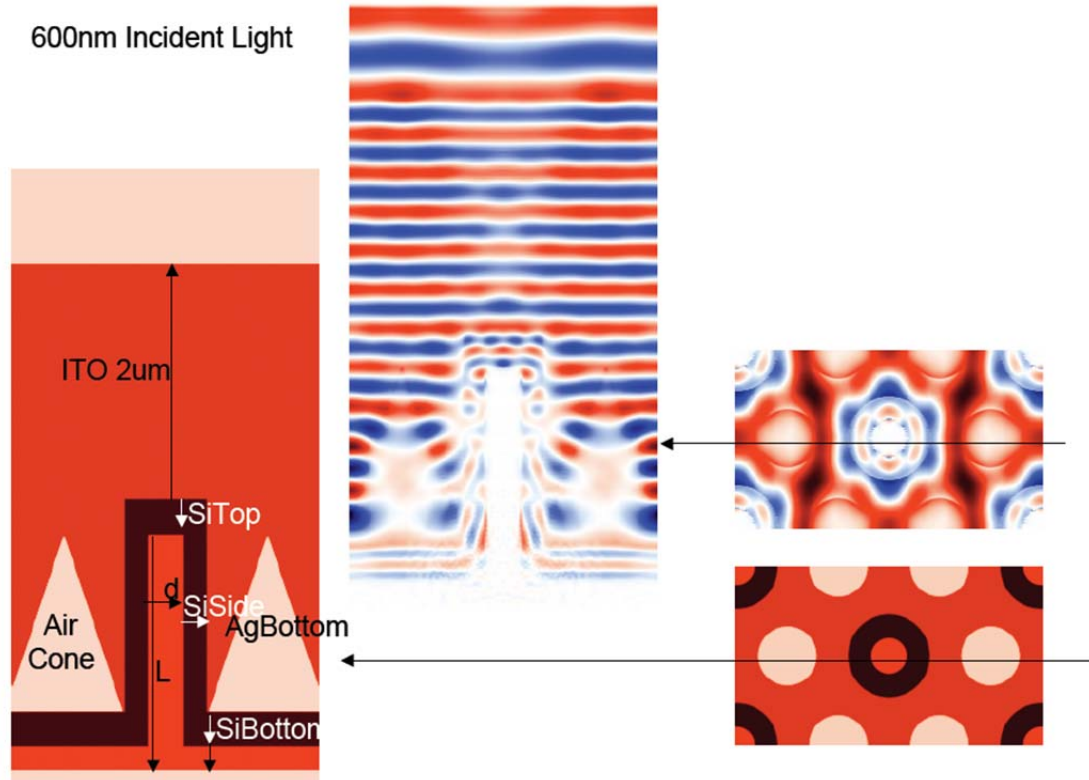 600nm Incident Light
ITO 2um
SiTop
d
SiSide
Air
Cone
AgBottom
L
SiBottom